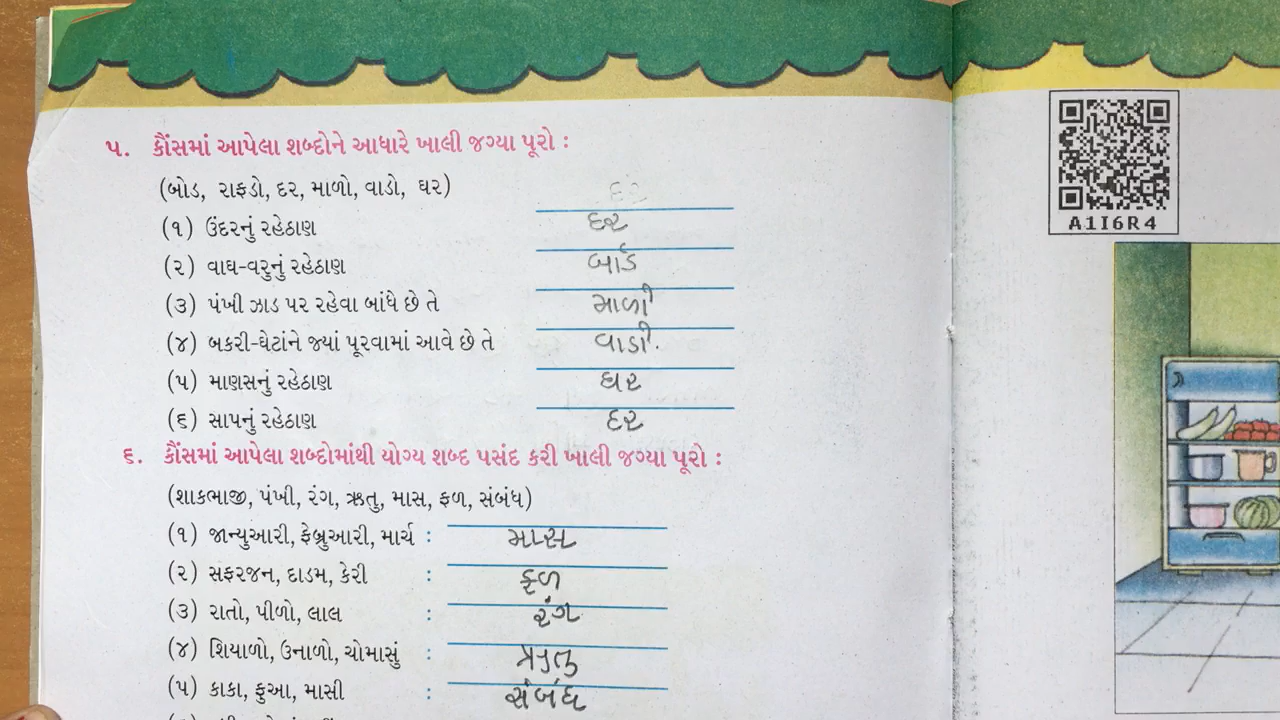 ૫. કૌંસમાં આપેલા શબ્દોને આધારે ખાલી જગ્યા પૂરો :
(બોડ, રાફડો, દર, માળો, વાડો, ઘર)
(૧) ઉંદરનું રહેઠાણ દર
(૨) વાઘ-વરુનું રહેઠાણ બોડ
(૩) પંખી ઝાડ પર રહેવા બાંધે છે તે માળો
(૪) બકરી-ઘેટાંને જ્યાં પૂરવામાં આવે છે તે વાડો.
(૫) માણસનું રહેઠાણ ઘર
(૬) સાપનું રહેઠાણ દર
૬. કૌંસમાં આપેલા શબ્દોમાંથી યોગ્ય શબ્દ પસંદ કરી ખાલી જગ્યા પૂરો :
(શાકભાજી, પંખી, રંગ, ઋતુ, માસ, ફળ, સંબંધ)
(૧) જાન્યુઆરી, ફેબ્રુઆરી, માર્ચ : માસ
(૨) સફરજન, દાડમ, કેરી : ફળ
(૩) રાતો, પીળો, લાલ : રંગ
(૪) શિયાળો, ઉનાળો, ચોમાસું : ઋતુ
(૫) કાકા, ફુઆ, માસી : સંબંધ
A1I6R4